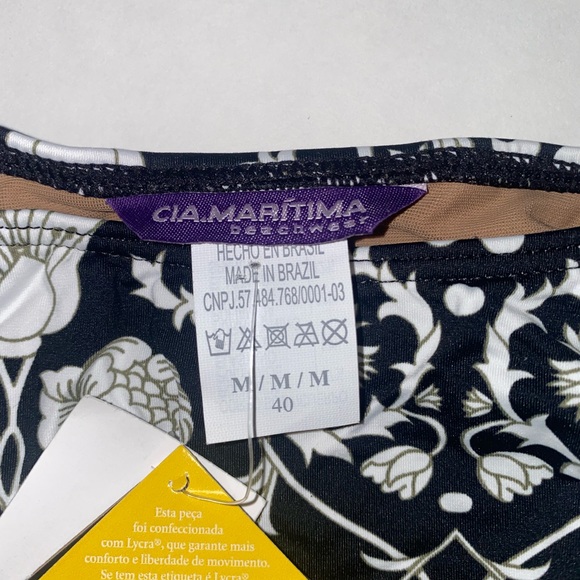 CIA.MARÍTIMA
beachwear
HECHO EN BRASIL
MADE IN BRAZIL
CNPJ.57.484.768/0001-03
M / M / M
40
Esta peça
foi confeccionada
com Lycra®, que garante mais
conforto e liberdade de movimento.
Se tem esta etiqueta é Lycra®